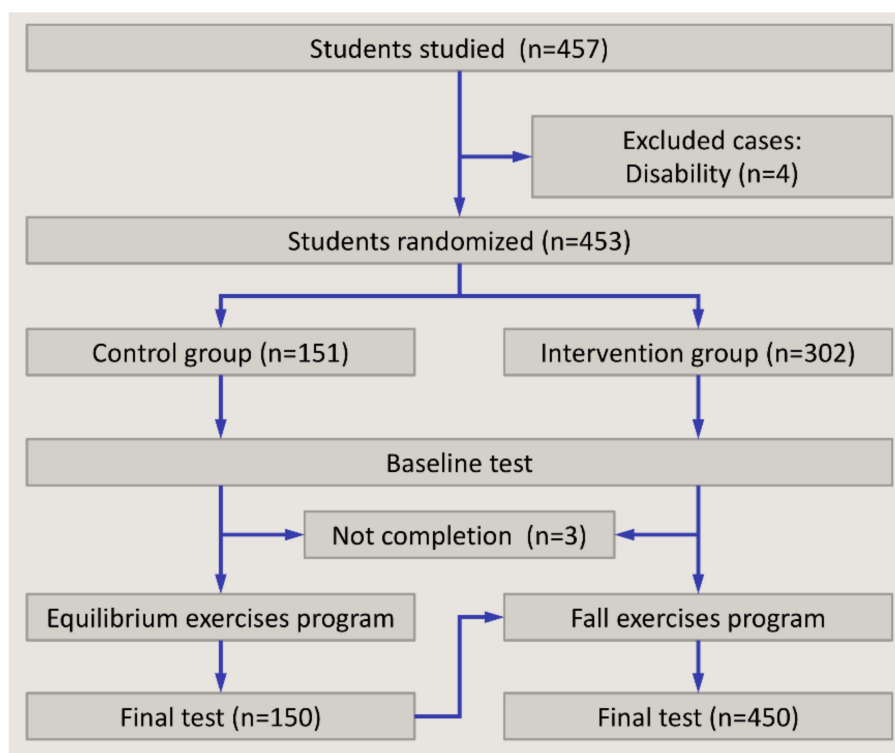 Students studied (n=457)
Excluded cases:
Disability (n=4)
Students randomized (n=453)
Control group (n=151)
Intervention group (n=302)
Baseline test
Not completion (n=3)
Equilibrium exercises program
Fall exercises program
Final test (n=150)
Final test (n=450)